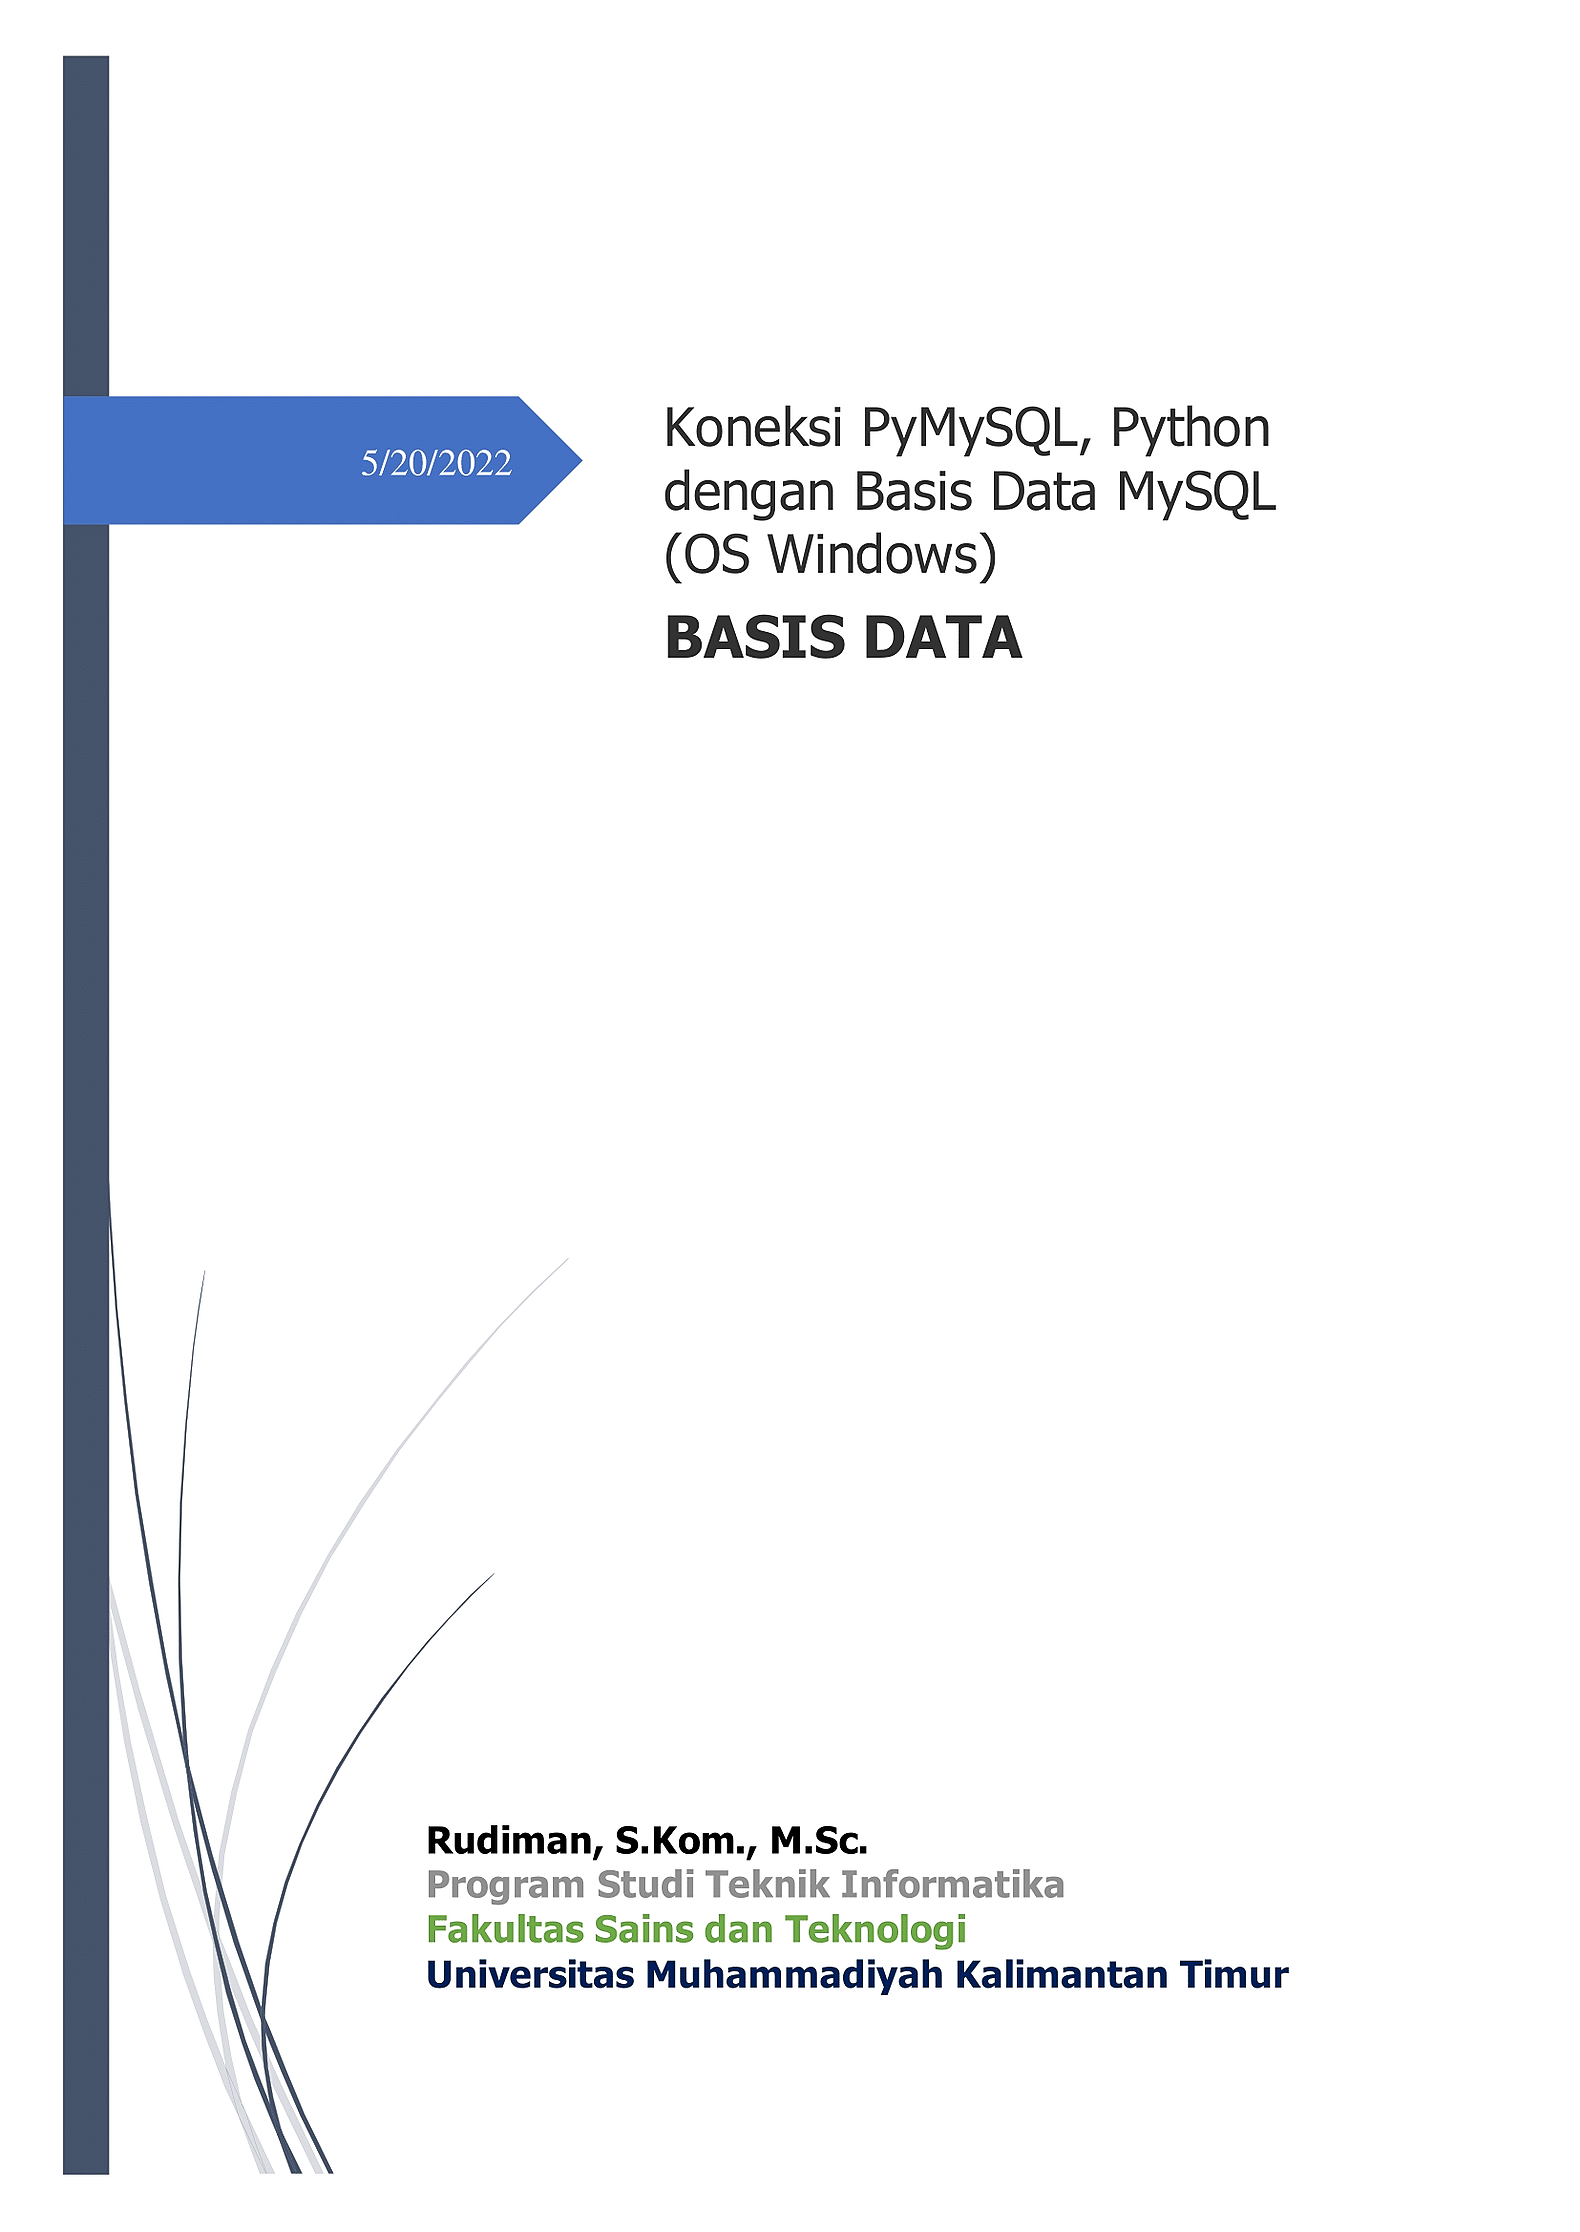 5/20/2022
Koneksi PyMySQL, Python
dengan Basis Data MySQL
(OS Windows)
BASIS DATA
Rudiman, S.Kom., M.Sc.
Program Studi Teknik Informatika
Fakultas Sains dan Teknologi
Universitas Muhammadiyah Kalimantan Timur